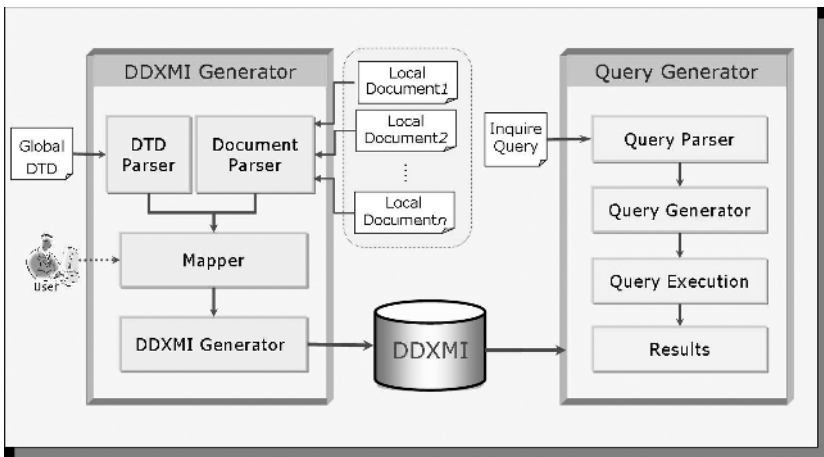 DDXMI Generator
Global
DTD
DTD
Parser
Document
Parser
Local
Document1
Local
Document2
Local
Documentn
User
Mapper
DDXMI Generator
DDXMI
Query Generator
Inquire
Query
Query Parser
Query Generator
Query Execution
Results